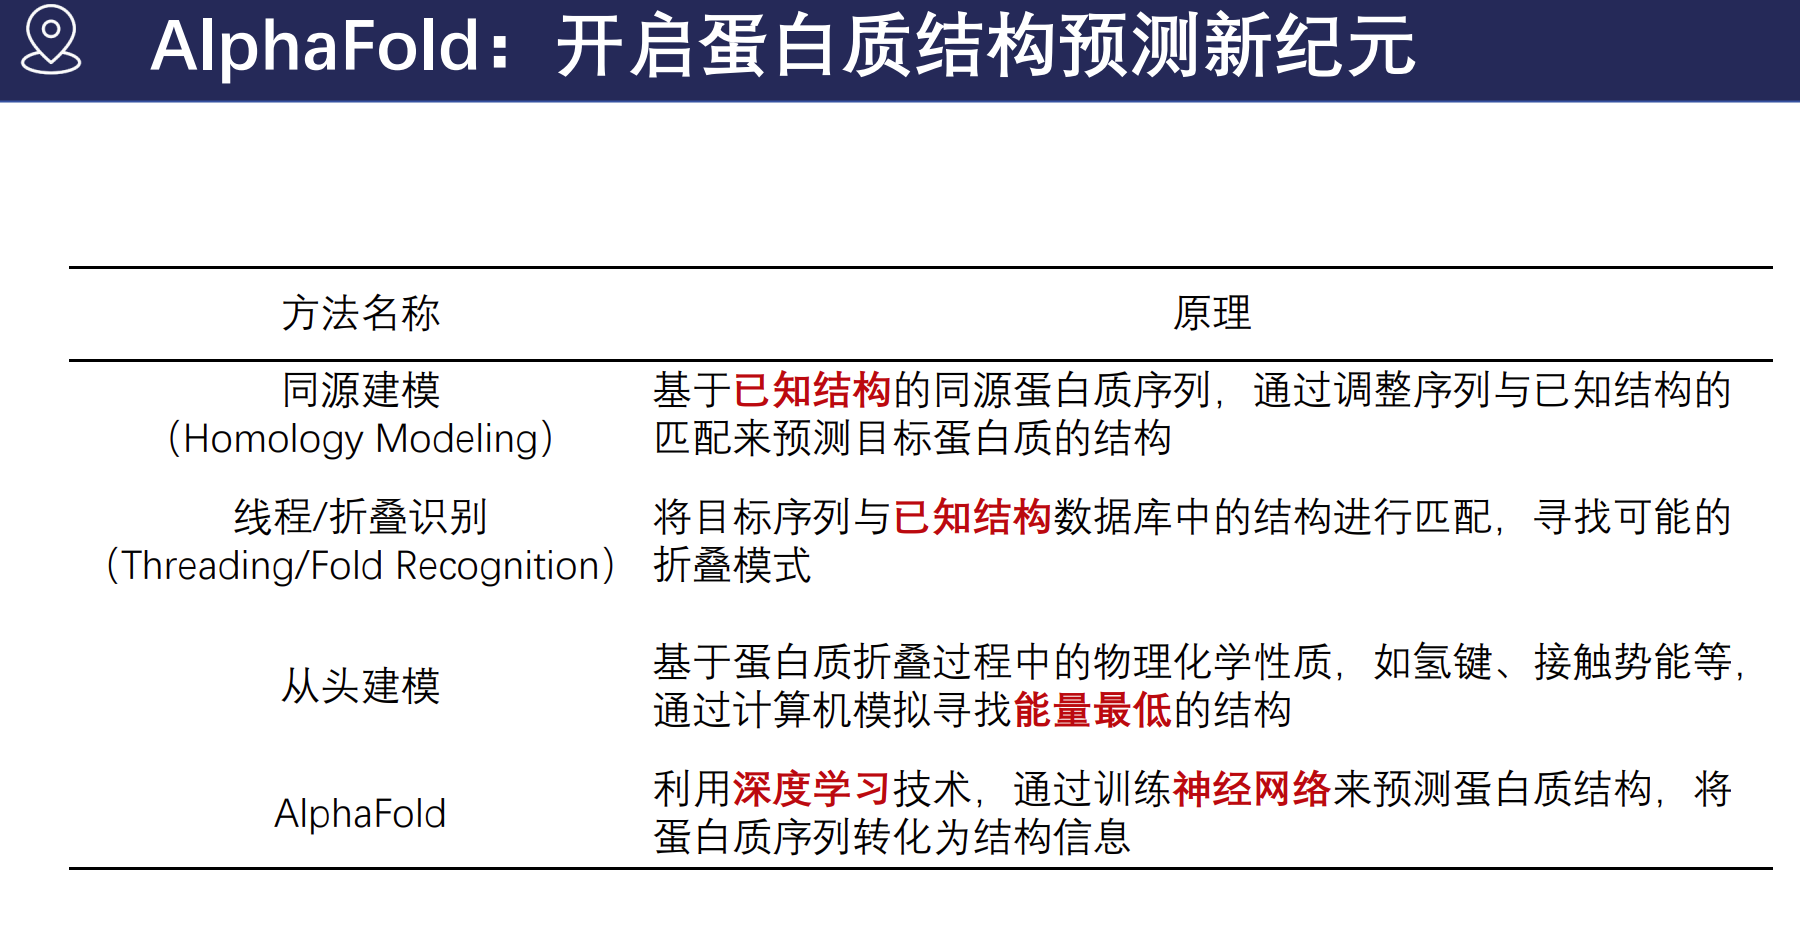 AlphaFold：开启蛋白质结构预测新纪元
方法名称
原理
同源建模
（Homology Modeling）
基于已知结构的同源蛋白质序列，通过调整序列与已知结构的
匹配来预测目标蛋白质的结构
线程/折叠识别
（Threading/Fold Recognition）
将目标序列与已知结构数据库中的结构进行匹配，寻找可能的
折叠模式
从头建模
基于蛋白质折叠过程中的物理化学性质，如氢键、接触势能等，
通过计算机模拟寻找能量最低的结构
AlphaFold
利用深度学习技术，通过训练神经网络来预测蛋白质结构，将
蛋白质序列转化为结构信息